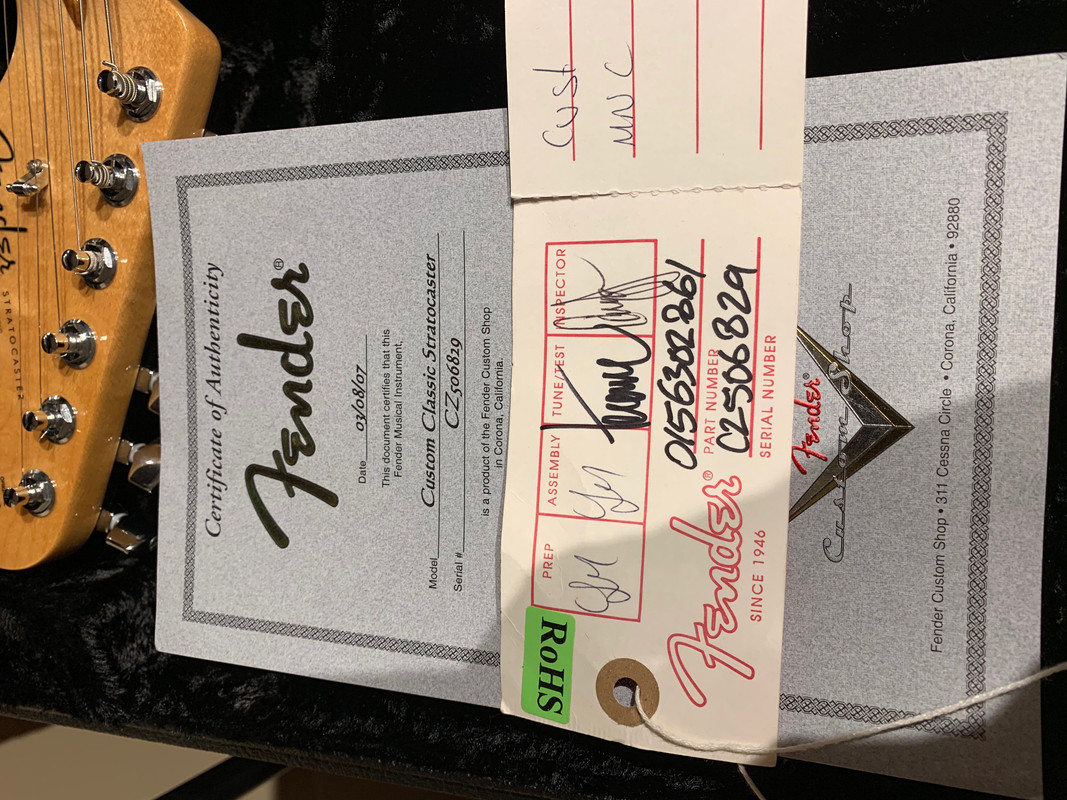 Fender
STRATOCASTER
Certificate of Authenticity
Fender®
Date 03/08/07
This document certifies that this
Fender Musical Instrument,
Model Custom Classic Stratocaster
Serial # CZ506829
is a product of the Fender Custom Shop
in Corona, California.
Cust
RoHS
PREP ASSEMBLY TUNE/TEST INSPECTOR
0156302861
PART NUMBER
CZ506829
SERIAL NUMBER
Fender®
SINCE 1946
Fender®
Custom Shop
Fender Custom Shop • 311 Cessna Circle • Corona, California • 92880